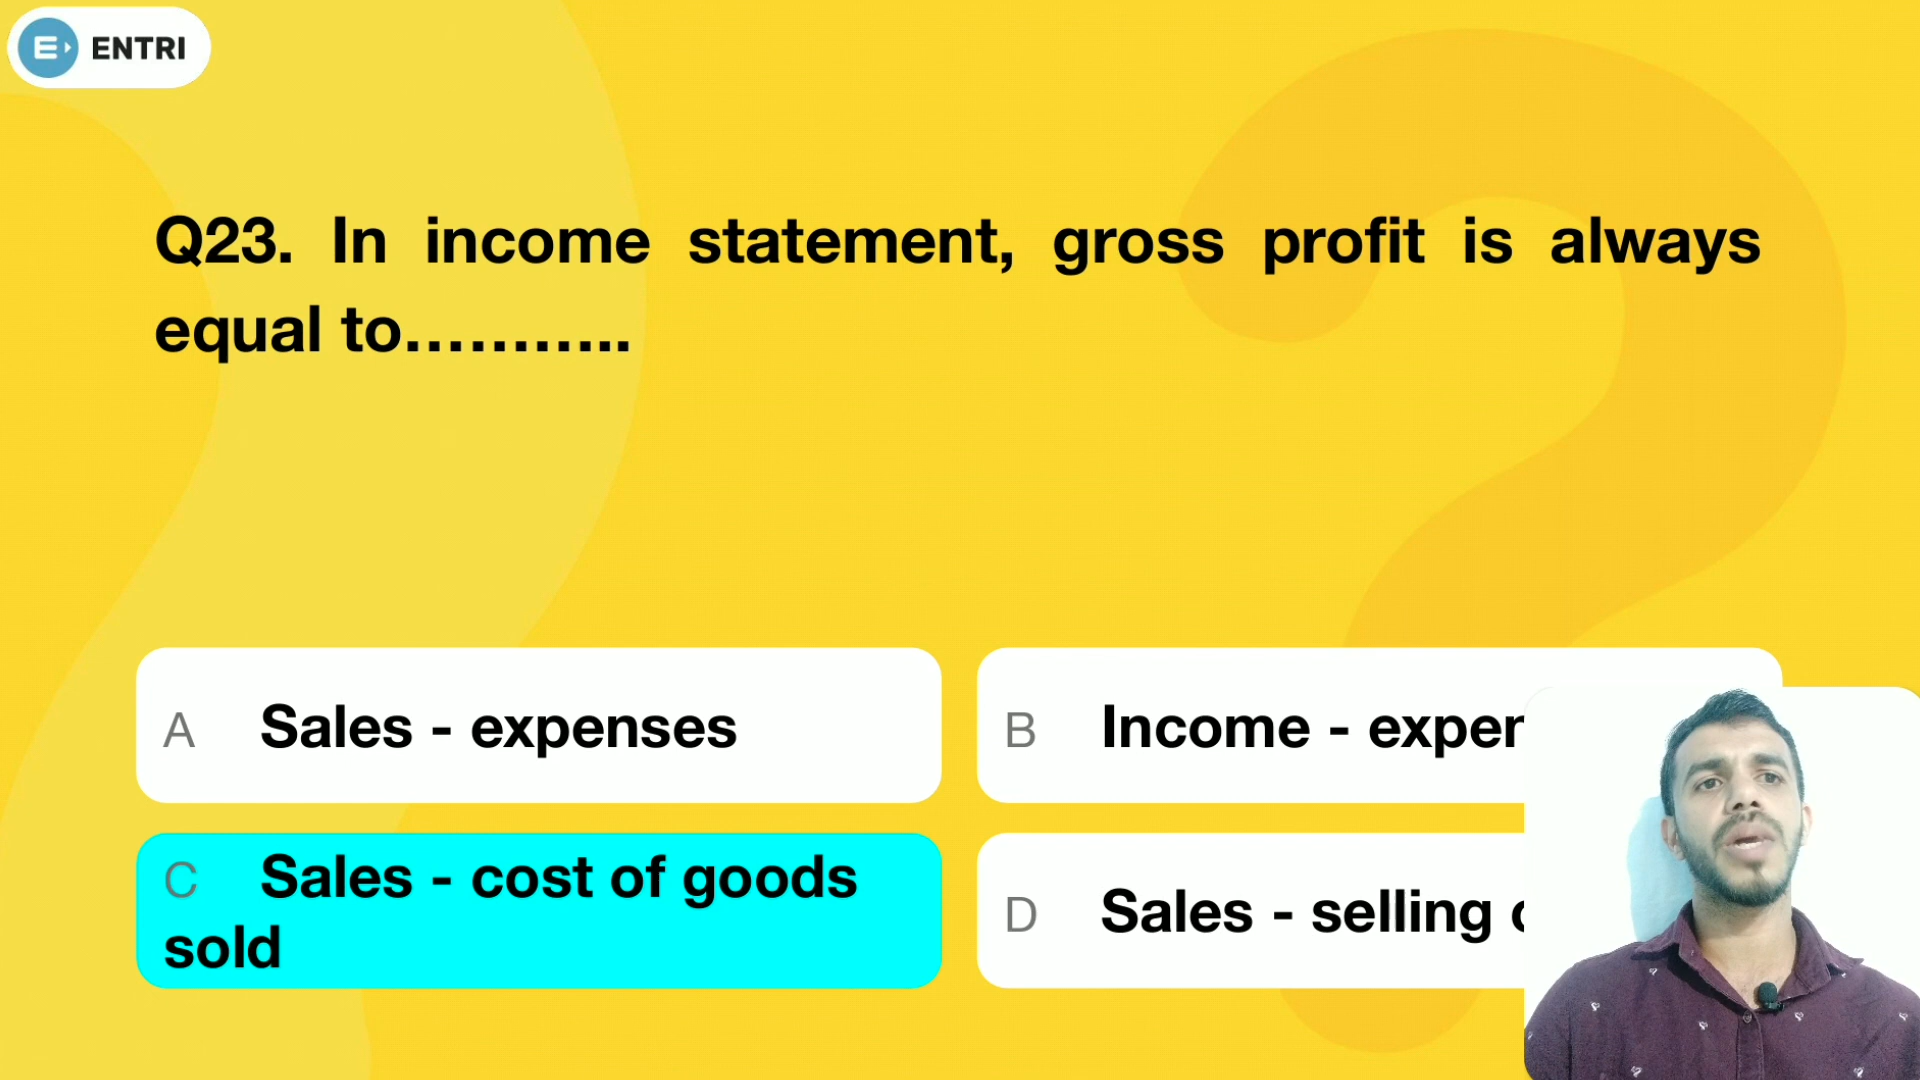 ENTRI
Q23. In income statement, gross profit is always
equal to………..
A Sales - expenses
B Income -
C Sales - cost of goods
sold
D Sales - selling